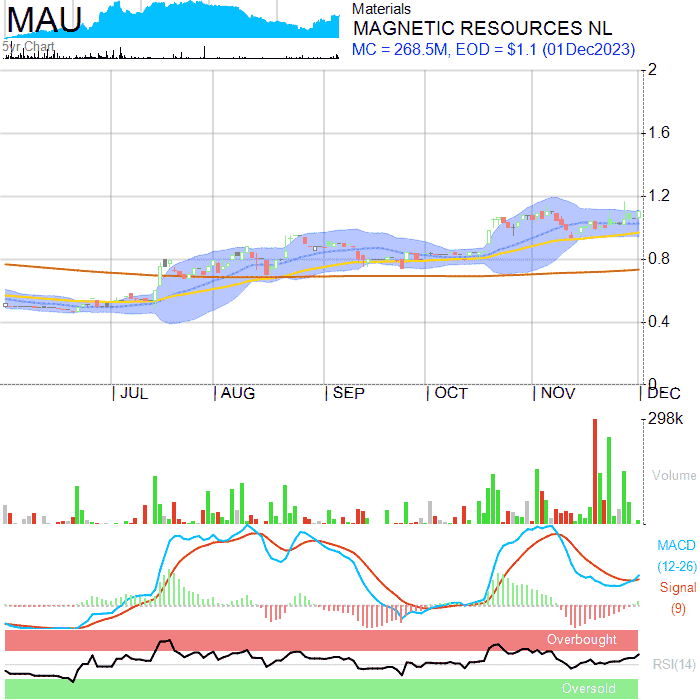 MAU
Materials
MAGNETIC RESOURCES NL
MC = 268.5M, EOD = $1.1 (01Dec2023)
5yr Chart
2
1.6
1.2
0.8
0.4
0
JUL AUG SEP OCT NOV DEC
298k
Volume
MACD
(12-26)
Signal
(9)
Overbought
RSI(14)
Oversold